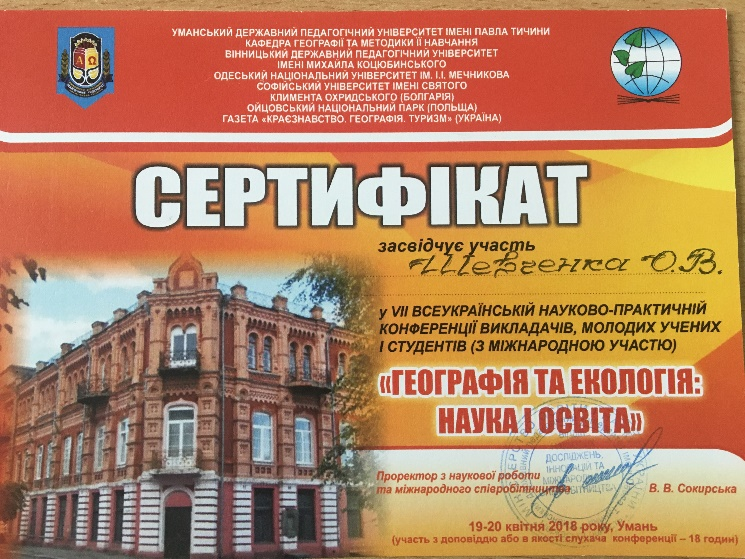 УМАНСЬКИЙ ДЕРЖАВНИЙ ПЕДАГОГІЧНИЙ УНІВЕРСИТЕТ ІМЕНІ ПАВЛА ТИЧИНИ
КАФЕДРА ГЕОГРАФІЇ ТА МЕТОДИКИ ЇЇ НАВЧАННЯ
ВІННИЦЬКИЙ ДЕРЖАВНИЙ ПЕДАГОГІЧНИЙ УНІВЕРСИТЕТ
ІМЕНІ МИХАЙЛА КОЦЮБИНСЬКОГО
ОДЕСЬКИЙ НАЦІОНАЛЬНИЙ УНІВЕРСИТЕТ ІМ. І.І. МЕЧНИКОВА
СОФІЙСЬКИЙ УНІВЕРСИТЕТ ІМЕНІ СВЯТОГО
КЛИМЕНТА ОХРИДСЬКОГО (БОЛГАРІЯ)
ОЙЦОВСЬКИЙ НАЦІОНАЛЬНИЙ ПАРК (ПОЛЬЩА)
ГАЗЕТА «КРАЄЗНАВСТВО. ГЕОГРАФІЯ. ТУРИЗМ» (УКРАЇНА)
Α Ω
СЕРТИФІКАТ
засвідчує участь
Шевченка О.В.
у VII ВСЕУКРАЇНСЬКІЙ НАУКОВО-ПРАКТИЧНІЙ
КОНФЕРЕНЦІЇ ВИКЛАДАЧІВ, МОЛОДИХ УЧЕНИХ
І СТУДЕНТІВ (З МІЖНАРОДНОЮ УЧАСТЮ)
«ГЕОГРАФІЯ ТА ЕКОЛОГІЯ:
НАУКА І ОСВІТА»
ДОСЛІДЖЕНЬ,
ІННОВАЦІЙ ТА
Проректор з наукової роботи
та міжнародного співробітництва
В. В. Сокирська
19-20 квітня 2018 року, Умань
(участь з доповіддю або в якості слухача конференції – 18 годин)